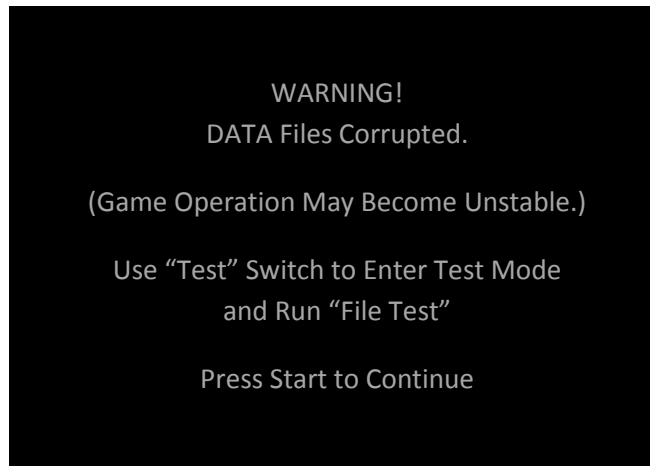 WARNING!
DATA Files Corrupted.
(Game Operation May Become Unstable.)
Use “Test” Switch to Enter Test Mode
and Run “File Test”
Press Start to Continue